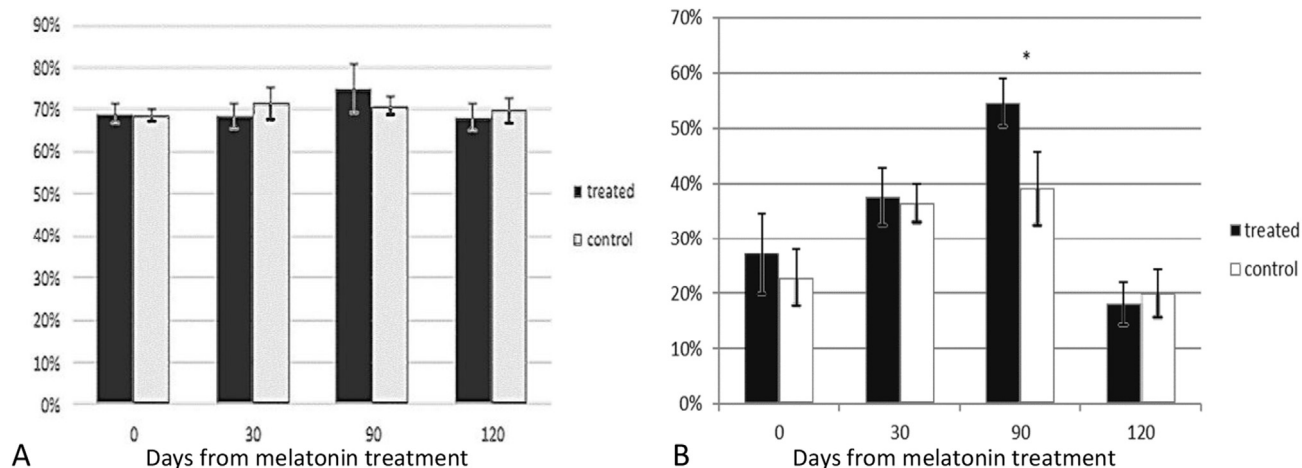 90%
80%
70%
60%
50%
40%
30%
20%
10%
0%
0 30 90 120
treated
control
A Days from melatonin treatment
70%
60%
50%
40%
30%
20%
10%
0%
*
0 30 90 120
treated
control
B Days from melatonin treatment